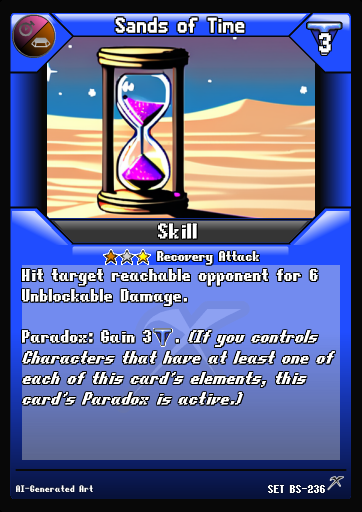 Sands of Time
3
Skill
Recovery Attack
Hit target reachable opponent for 6
Unblockable Damage.
Paradox: Gain 3 . (If you controls
Characters that have at least one of
each of this card's elements, this
card's Paradox is active.)
AI-Generated Art
SET BS-236